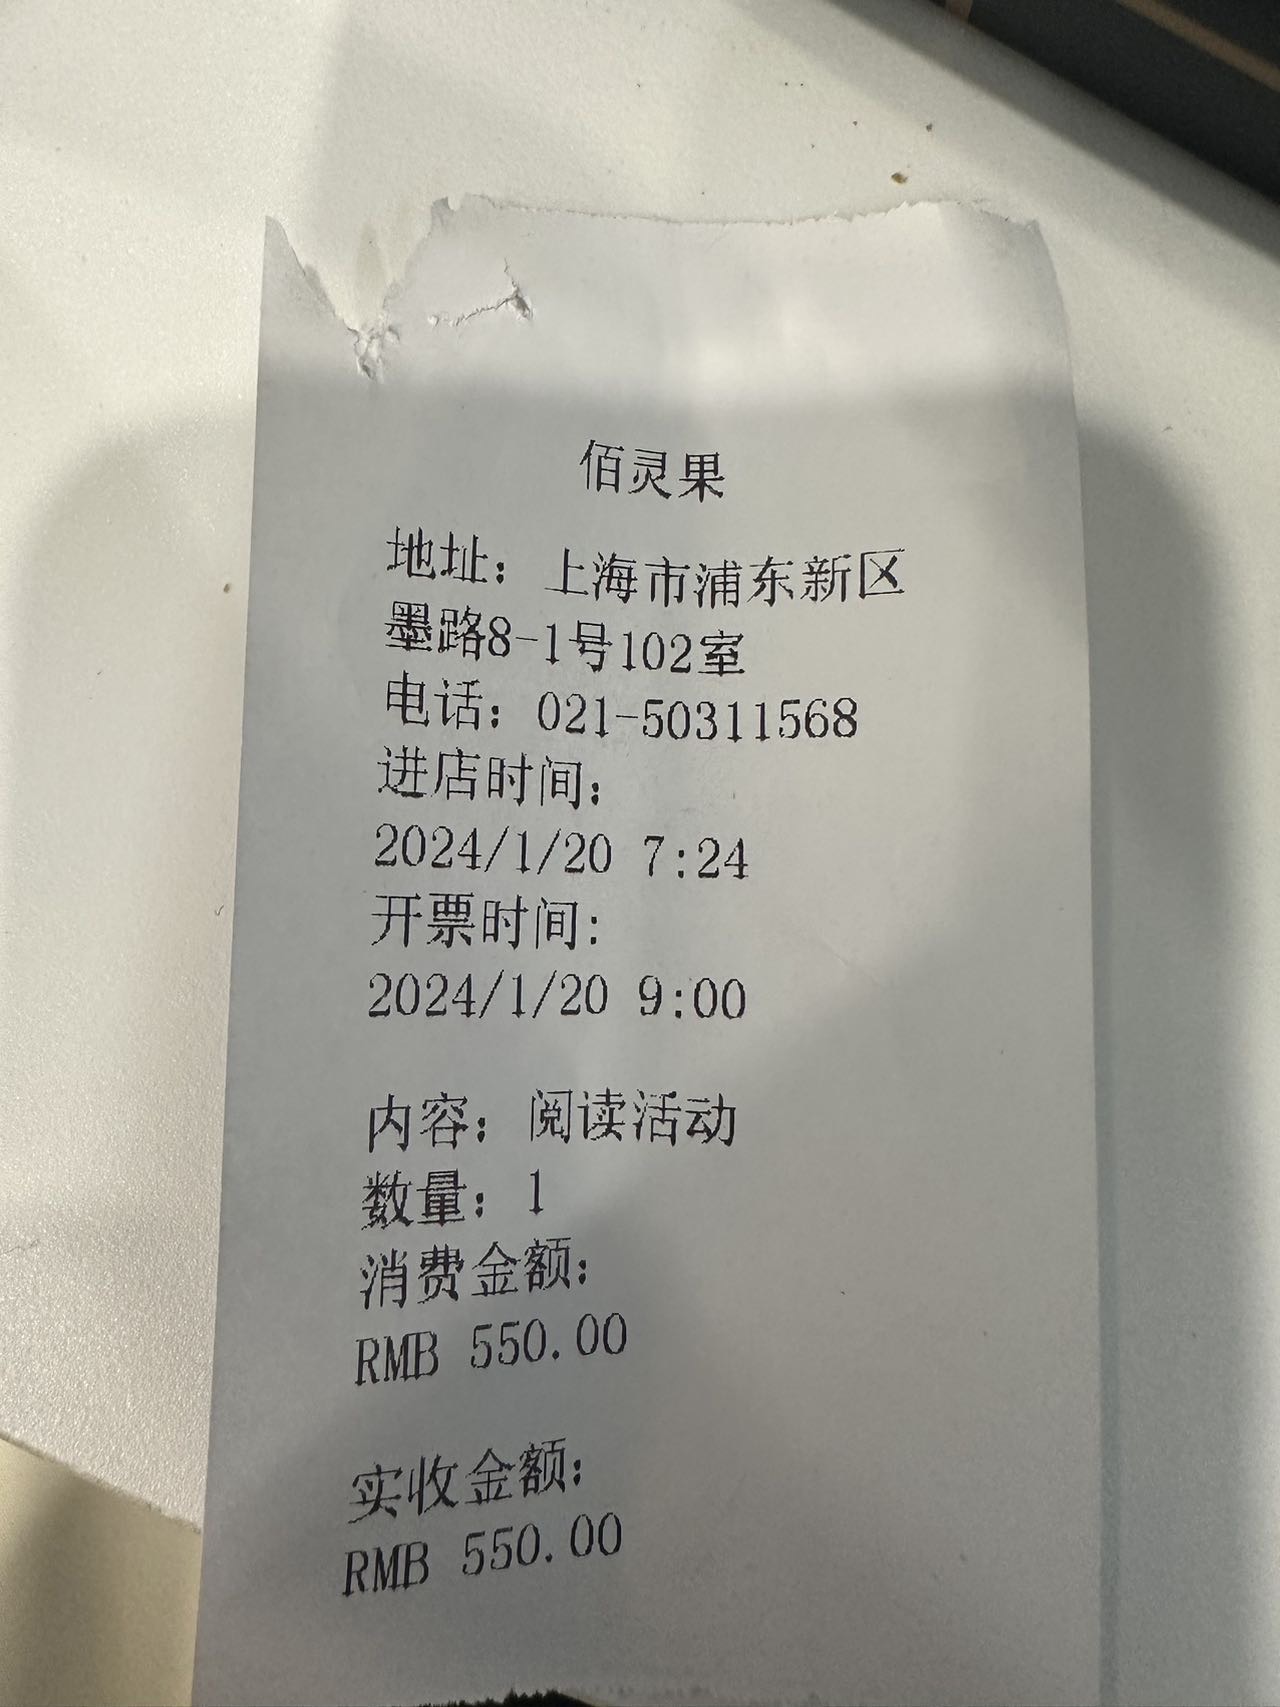 佰灵果
地址：上海市浦东新区
墨路8-1号102室
电话：021-50311568
进店时间：
2024/1/20 7:24
开票时间：
2024/1/20 9:00
内容：阅读活动
数量：1
消费金额：
RMB 550.00
实收金额：
RMB 550.00